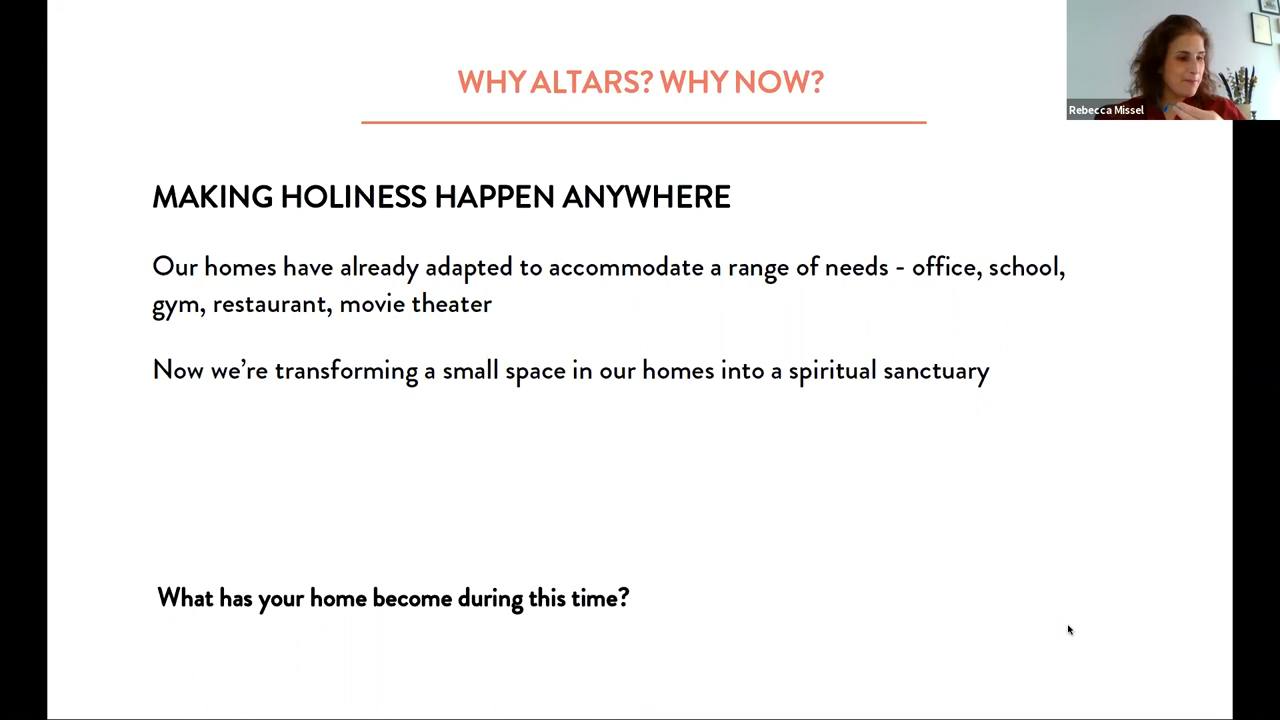 WHY ALTARS? WHY NOW?
Rebecca Missel
MAKING HOLINESS HAPPEN ANYWHERE
Our homes have already adapted to accommodate a range of needs - office, school,
gym, restaurant, movie theater
Now we’re transforming a small space in our homes into a spiritual sanctuary
What has your home become during this time?